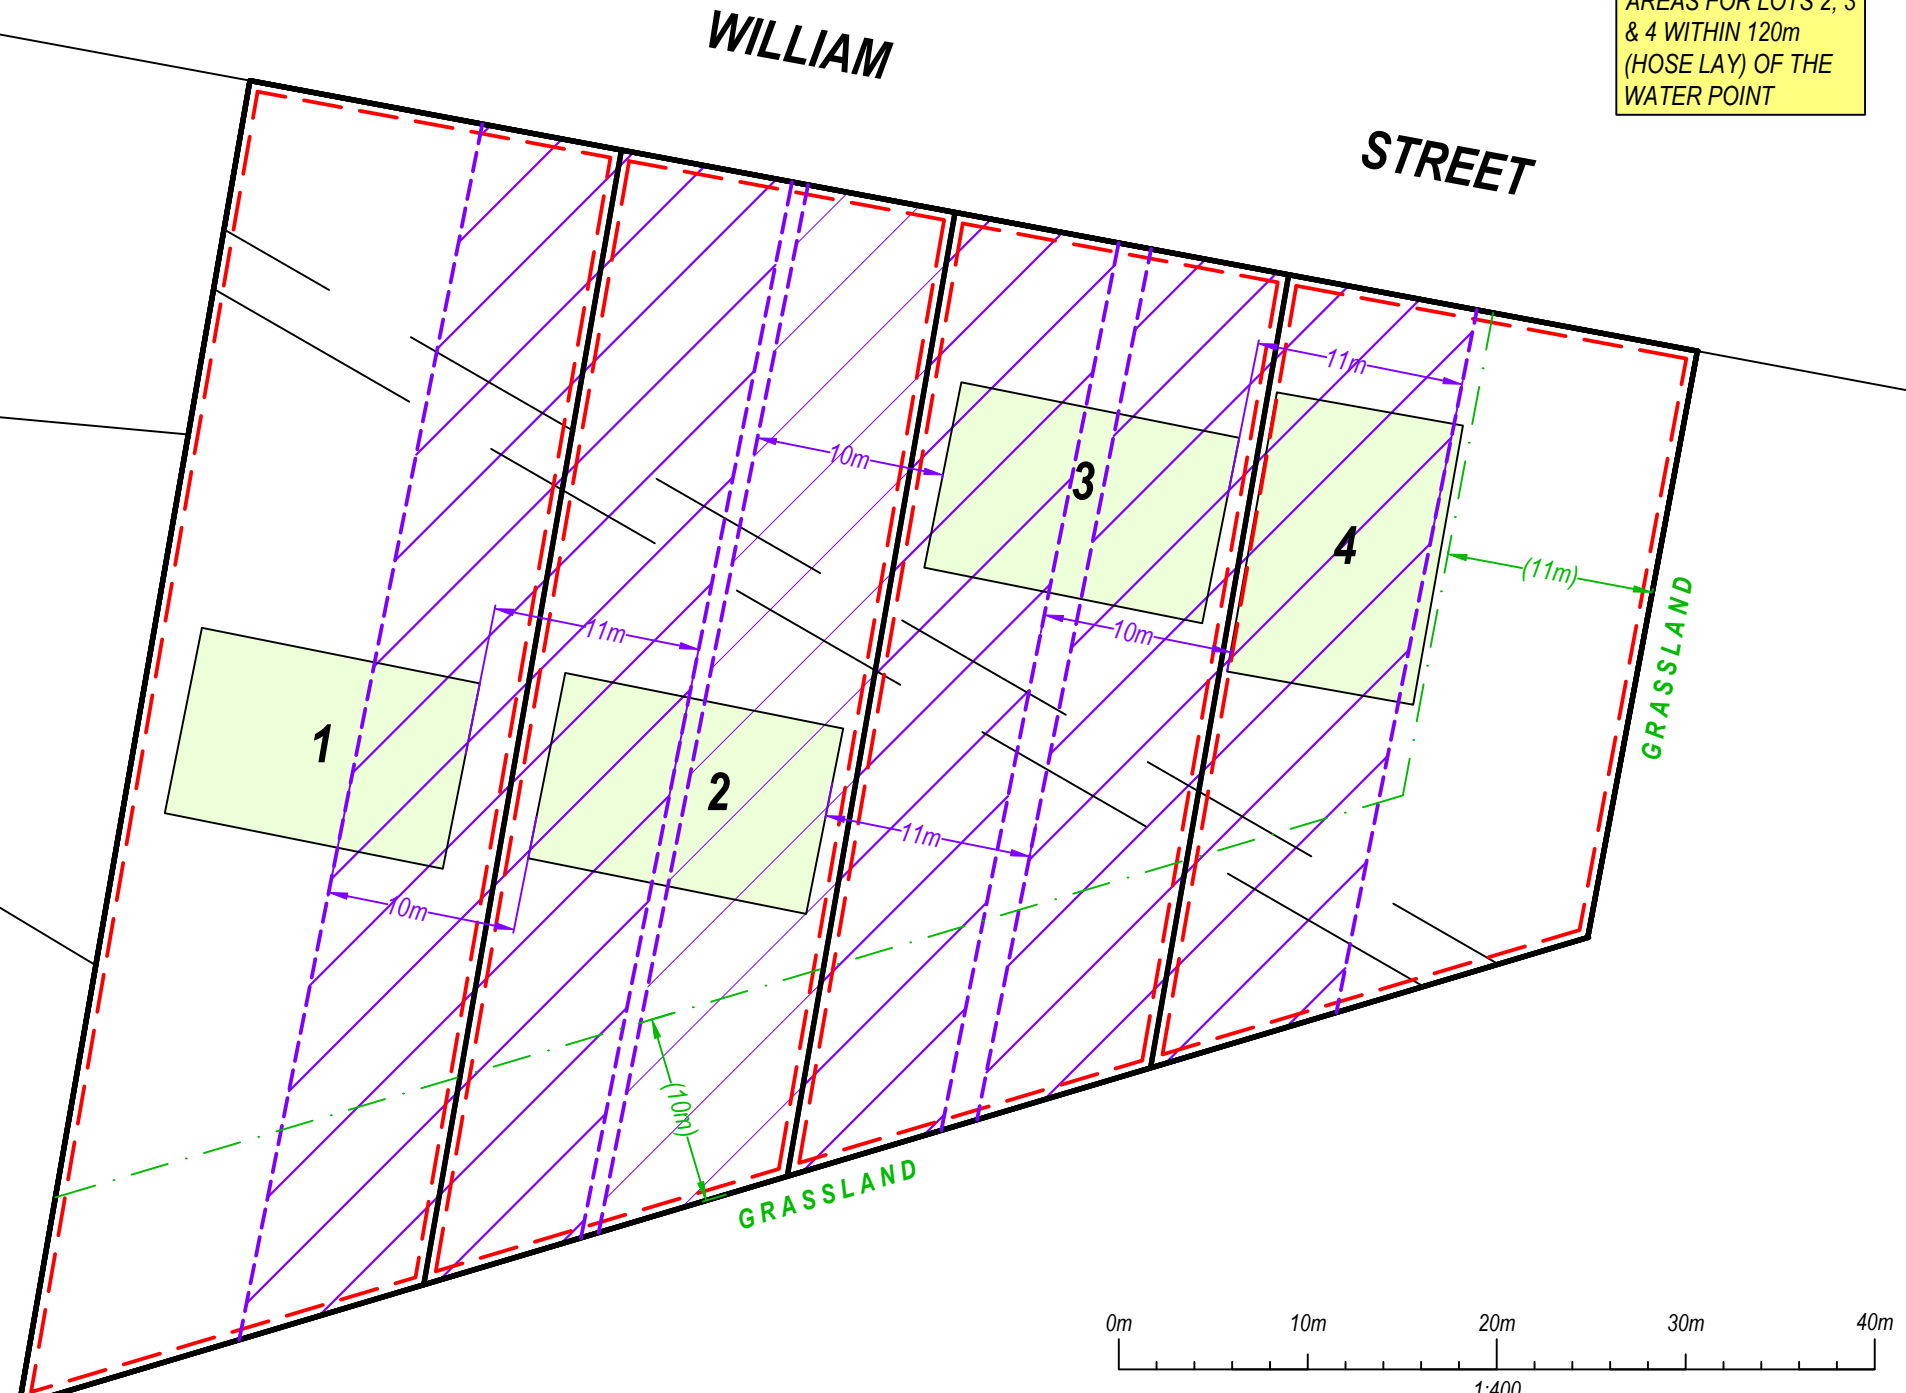 AREAS FOR LOTS 2, 3
& 4 WITHIN 120m
(HOSE LAY) OF THE
WATER POINT
WILLIAM
STREET
11m
10m
3
4
(11m)
GRASSLAND
11m
10m
1
2
11m
10m
(10m)
GRASSLAND
0m 10m 20m 30m 40m
1:400